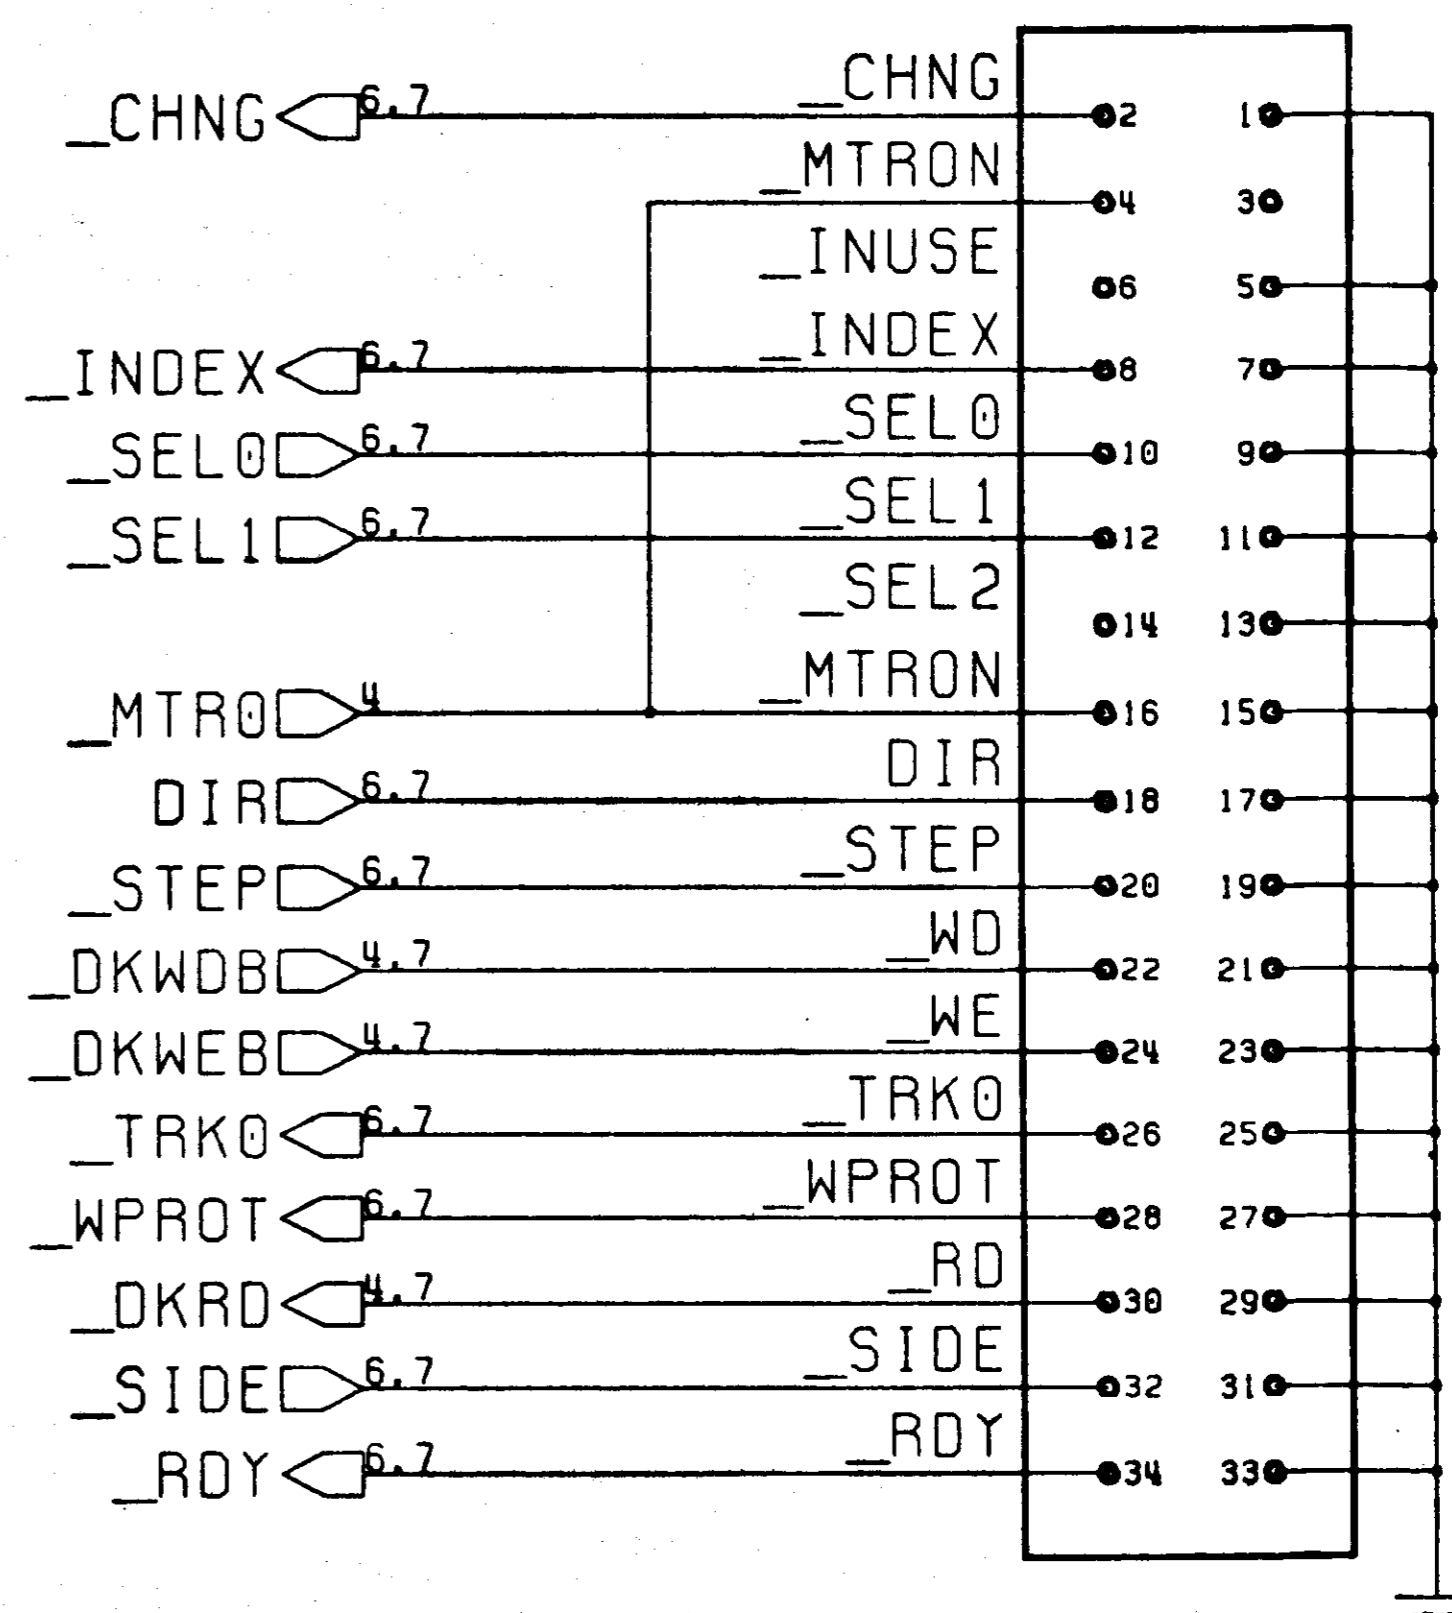 _CHNG
_CHNG 6.7 2 1
_MTRON
4 3
_INUSE
6 5
_INDEX
_INDEX 6.7 8 7
_SEL0
_SEL0 6.7 10 9
_SEL1
_SEL1 6.7 12 11
_SEL2
14 13
_MTRON
_MTR0 4 16 15
DIR
DIR 6.7 18 17
_STEP
_STEP 6.7 20 19
_WD
_DKWDB 4.7 22 21
_WE
_DKWEB 4.7 24 23
_TRK0
_TRK0 6.7 26 25
_WPROT
_WPROT 6.7 28 27
_RD
_DKRD 4.7 30 29
_SIDE
_SIDE 6.7 32 31
_RDY
_RDY 6.7 34 33